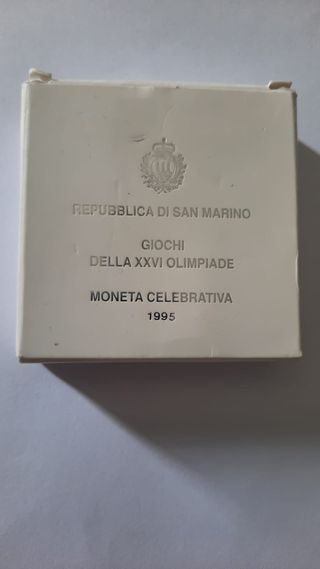 REPUBBLICA DI SAN MARINO
GIOCHI
DELLA XXVI OLIMPIADE
MONETA CELEBRATIVA
1995